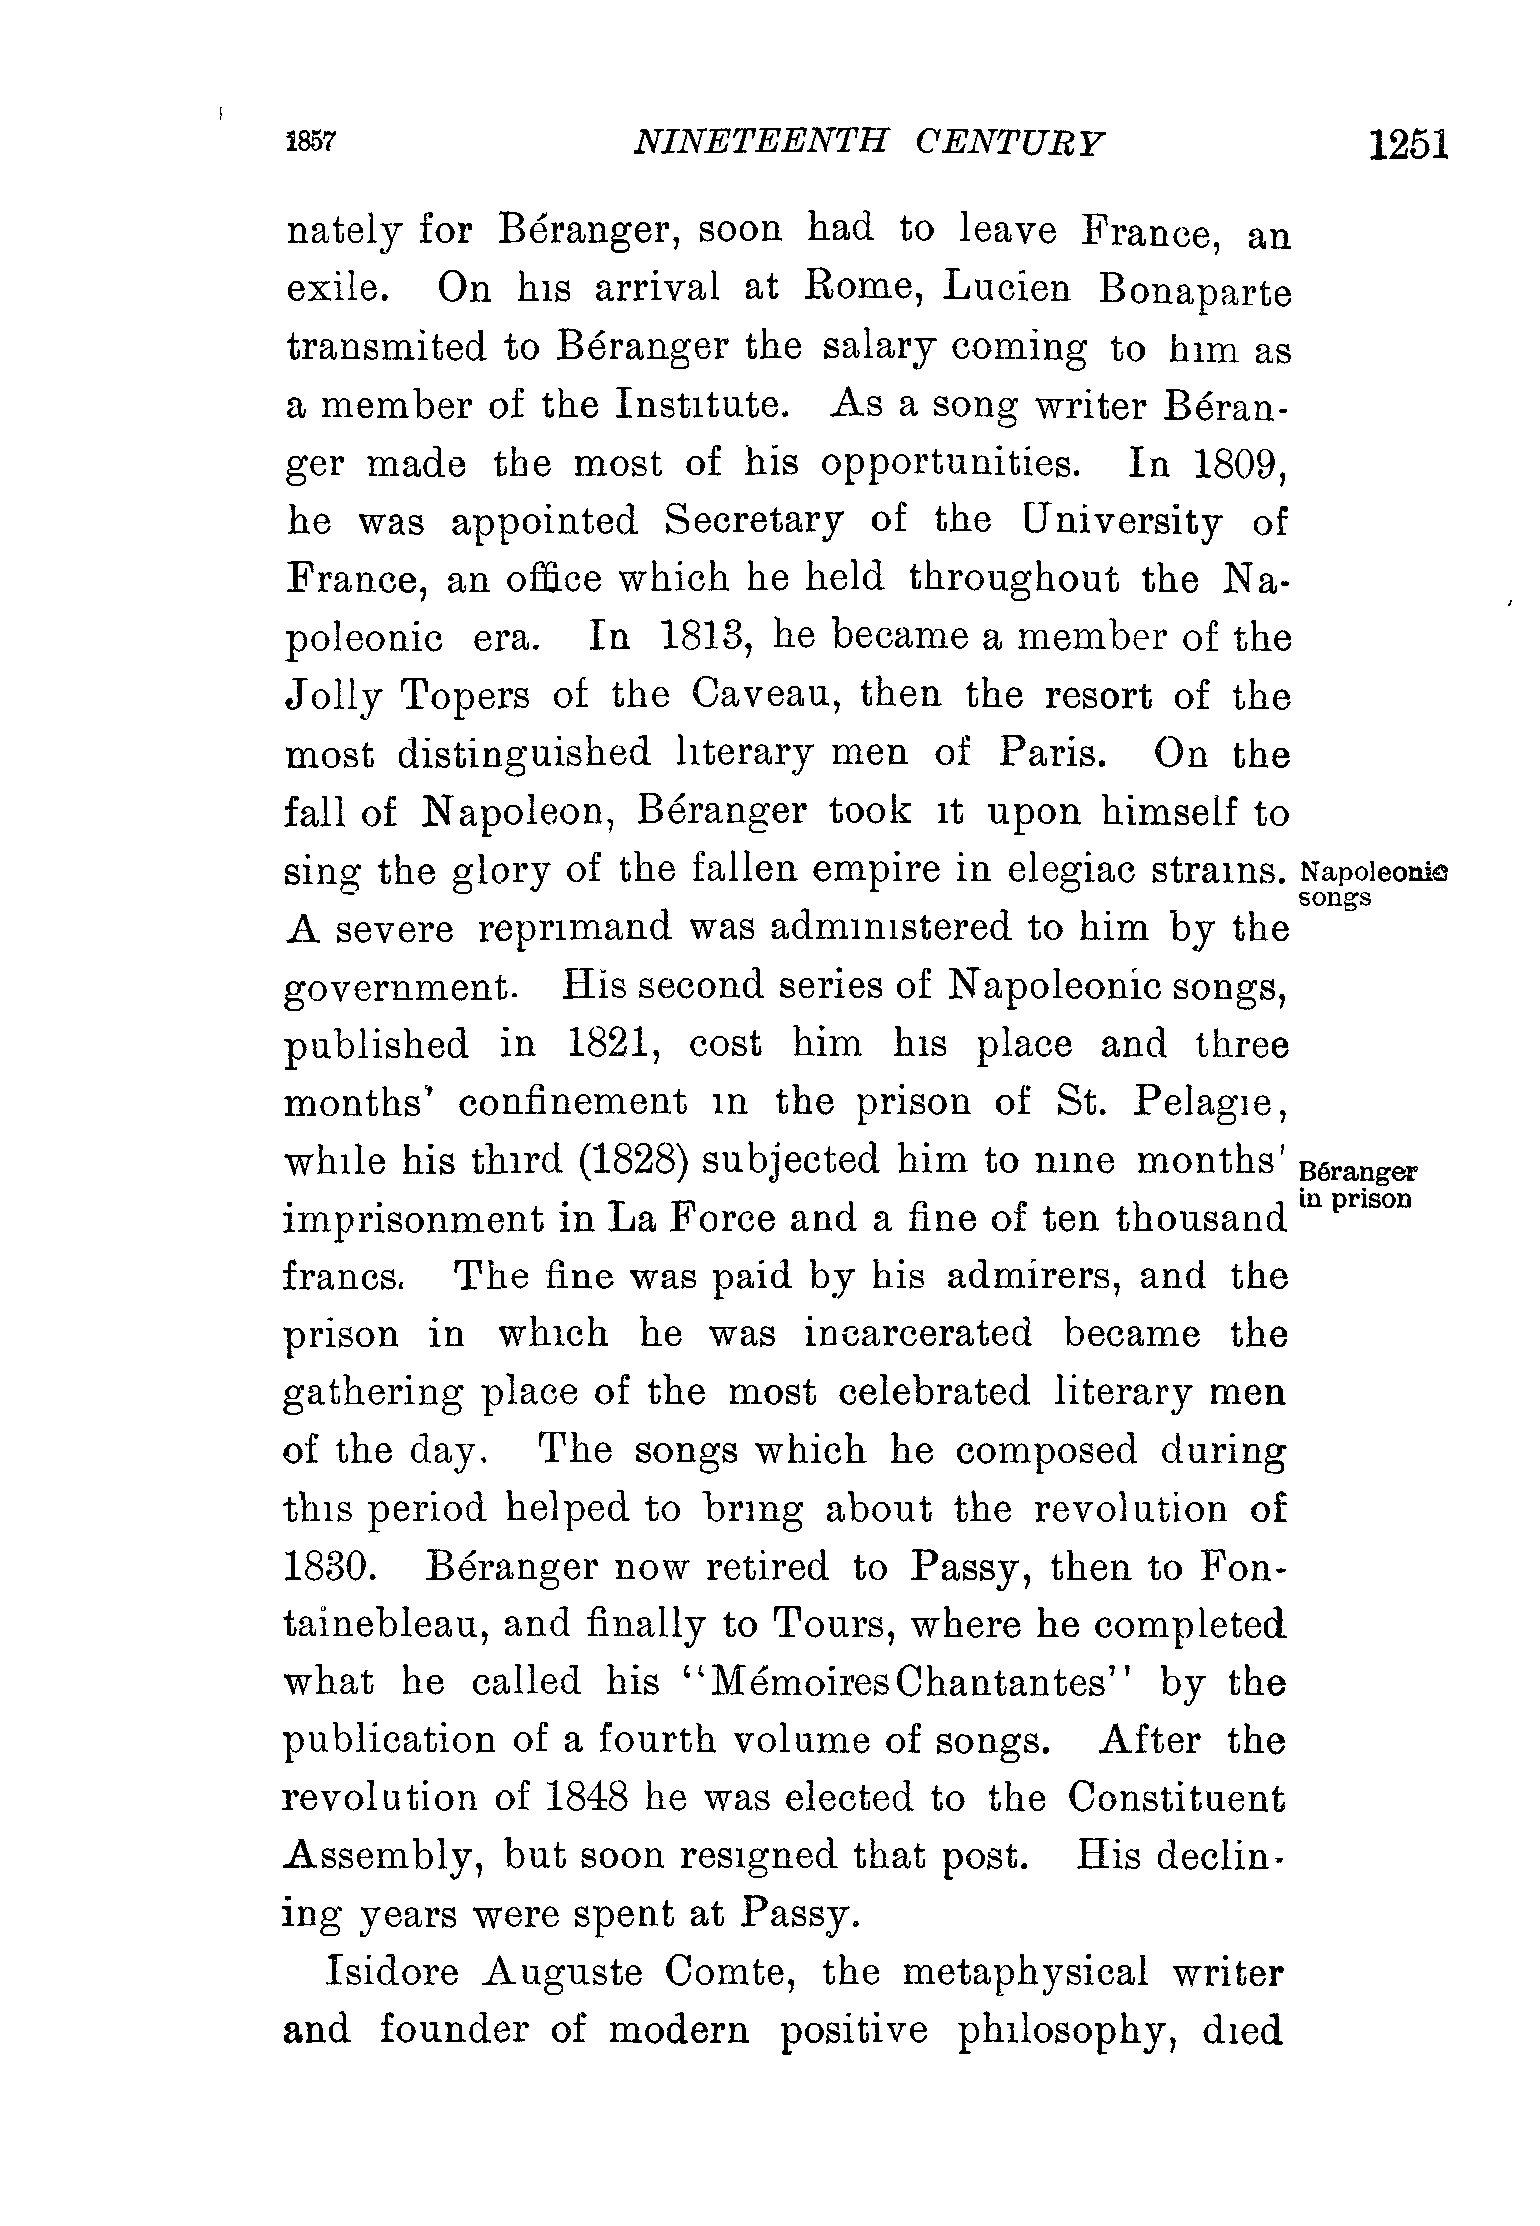 1857 NINETEENTH CENTURY 1251
nately for Béranger, soon had to leave France, an
exile. On his arrival at Rome, Lucien Bonaparte
transmited to Béranger the salary coming to him as
a member of the Institute. As a song writer Béran-
ger made the most of his opportunities. In 1809,
he was appointed Secretary of the University of
France, an office which he held throughout the Na-
poleonic era. In 1813, he became a member of the
Jolly Topers of the Caveau, then the resort of the
most distinguished literary men of Paris. On the
fall of Napoleon, Béranger took it upon himself to
sing the glory of the fallen empire in elegiac strains.
Napoleonic
songs
A severe reprimand was administered to him by the
government. His second series of Napoleonic songs,
published in 1821, cost him his place and three
months' confinement in the prison of St. Pelagie,
while his third (1828) subjected him to nine months'
Béranger
in prison
imprisonment in La Force and a fine of ten thousand
francs. The fine was paid by his admirers, and the
prison in which he was incarcerated became the
gathering place of the most celebrated literary men
of the day. The songs which he composed during
this period helped to bring about the revolution of
1830. Béranger now retired to Passy, then to Fon-
tainebleau, and finally to Tours, where he completed
what he called his "Mémoires Chantantes" by the
publication of a fourth volume of songs. After the
revolution of 1848 he was elected to the Constituent
Assembly, but soon resigned that post. His declin-
ing years were spent at Passy.
Isidore Auguste Comte, the metaphysical writer
and founder of modern positive philosophy, died